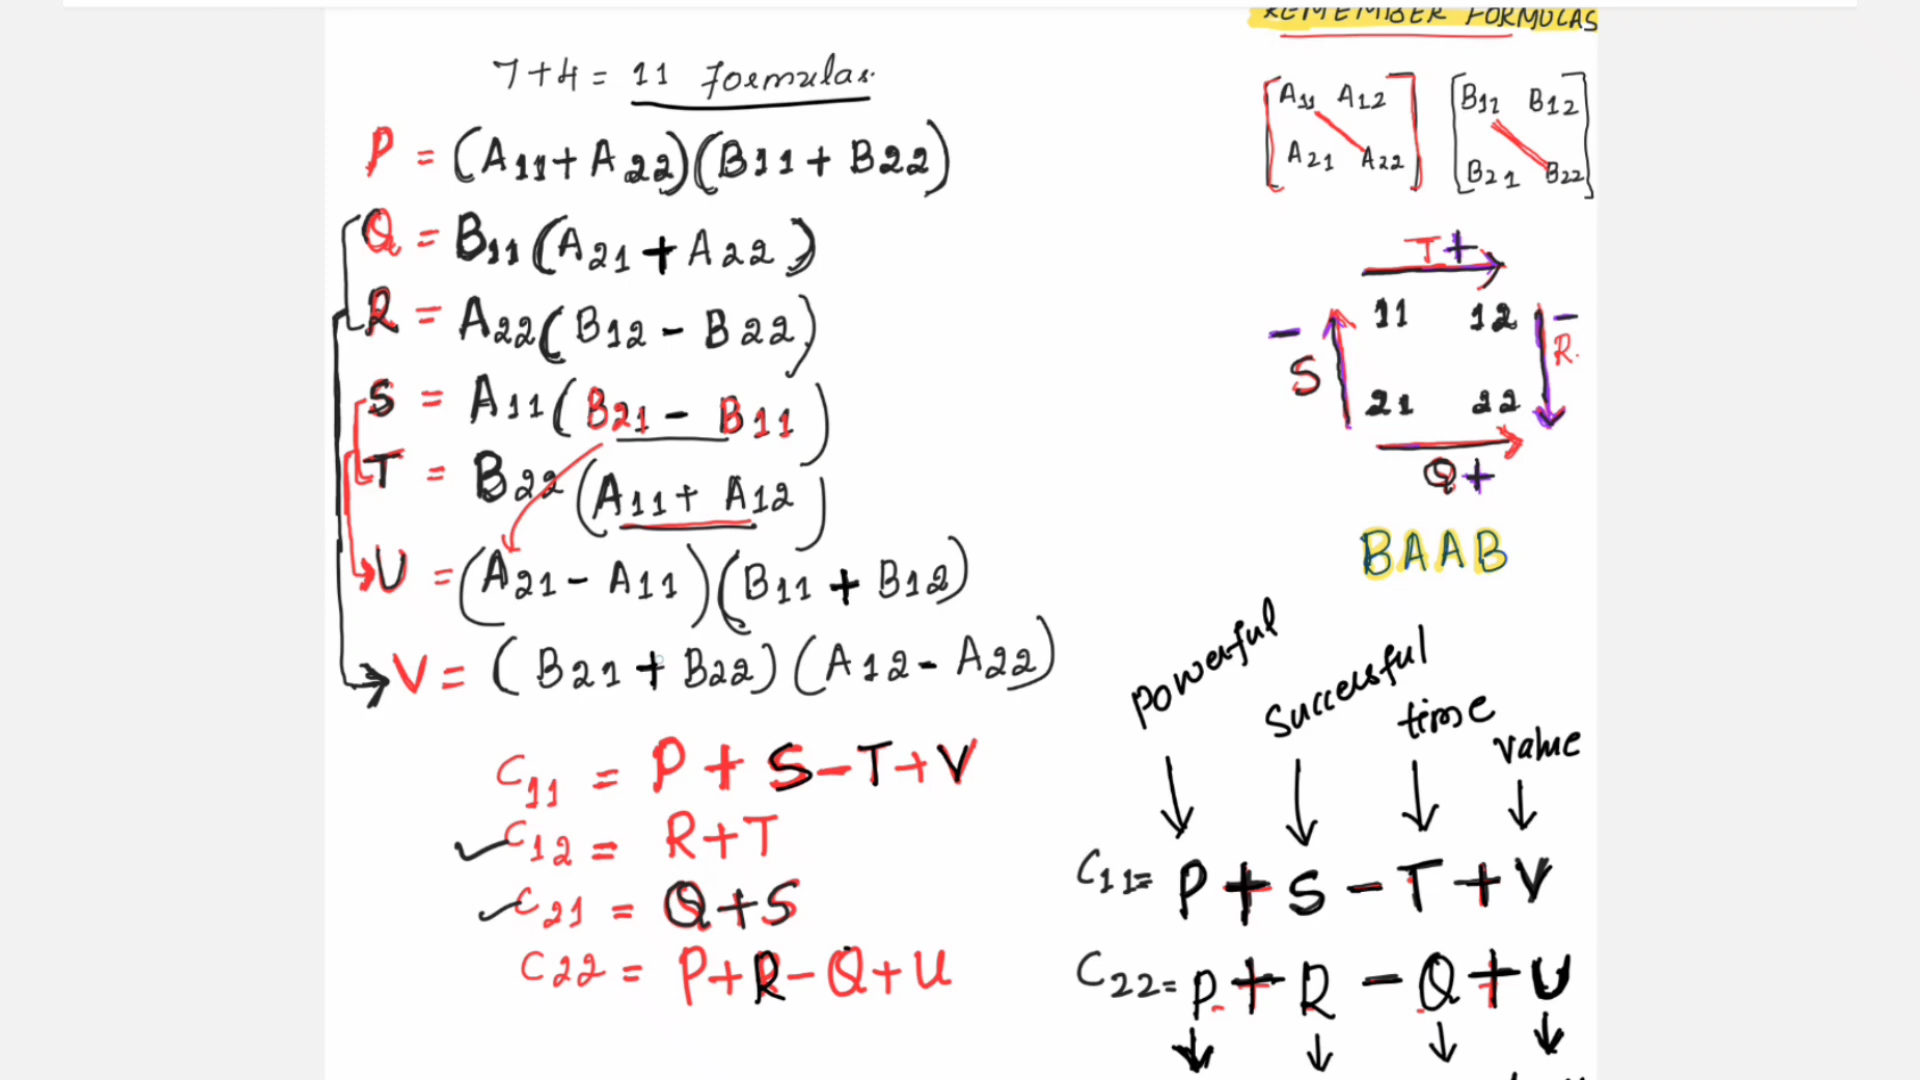 REMEMBER FORMULAS
7+4 = 11 Formulas.
P = (A11+A22)(B11+B22)
Q = B11(A21+A22)
R = A22(B12-B22)
S = A11(B21-B11)
T = B22(A11+A12)
U = (A21-A11)(B11+B12)
V = (B21+B22)(A12-A22)
C11 = P+S-T+V
C12 = R+T
C21 = Q+S
C22 = P+R-Q+U
A11 A12
A21 A22
B12 B12
B21 B22
T+
11 12
- S
- R.
21 22
Q+
BAAB
Powerful
Successful
time
value
C11= P+S-T+V
C22= P+R-Q+U